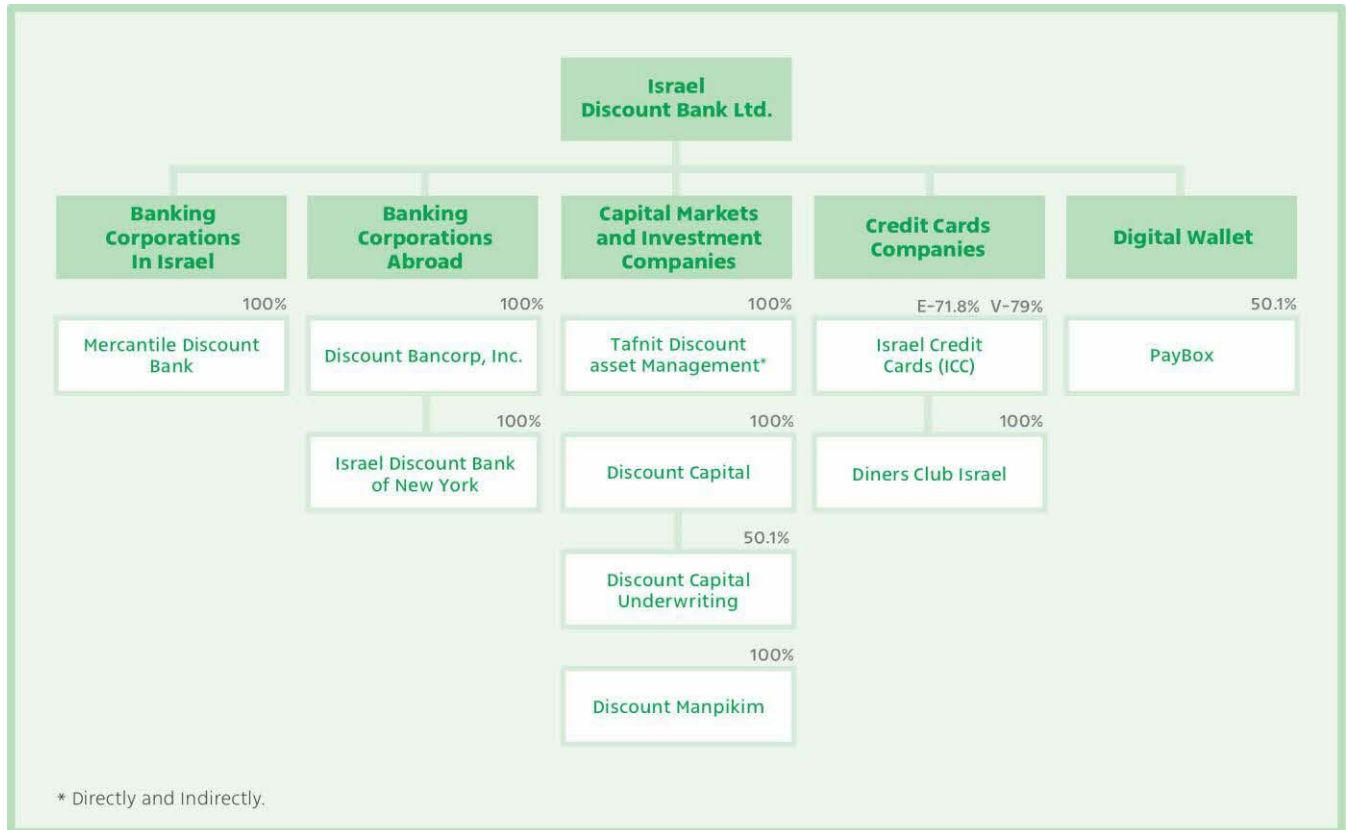 Israel
Discount Bank Ltd.
Banking
Corporations
In Israel
Banking
Corporations
Abroad
Capital Markets
and Investment
Companies
Credit Cards
Companies
Digital Wallet
100%
100%
100%
E-71.8% V-79%
50.1%
Mercantile Discount
Bank
Discount Bancorp, Inc.
Tafnit Discount
asset Management*
Israel Credit
Cards (ICC)
PayBox
100%
100%
100%
Israel Discount Bank
of New York
Discount Capital
Diners Club Israel
50.1%
Discount Capital
Underwriting
100%
Discount Manpikim
* Directly and Indirectly.